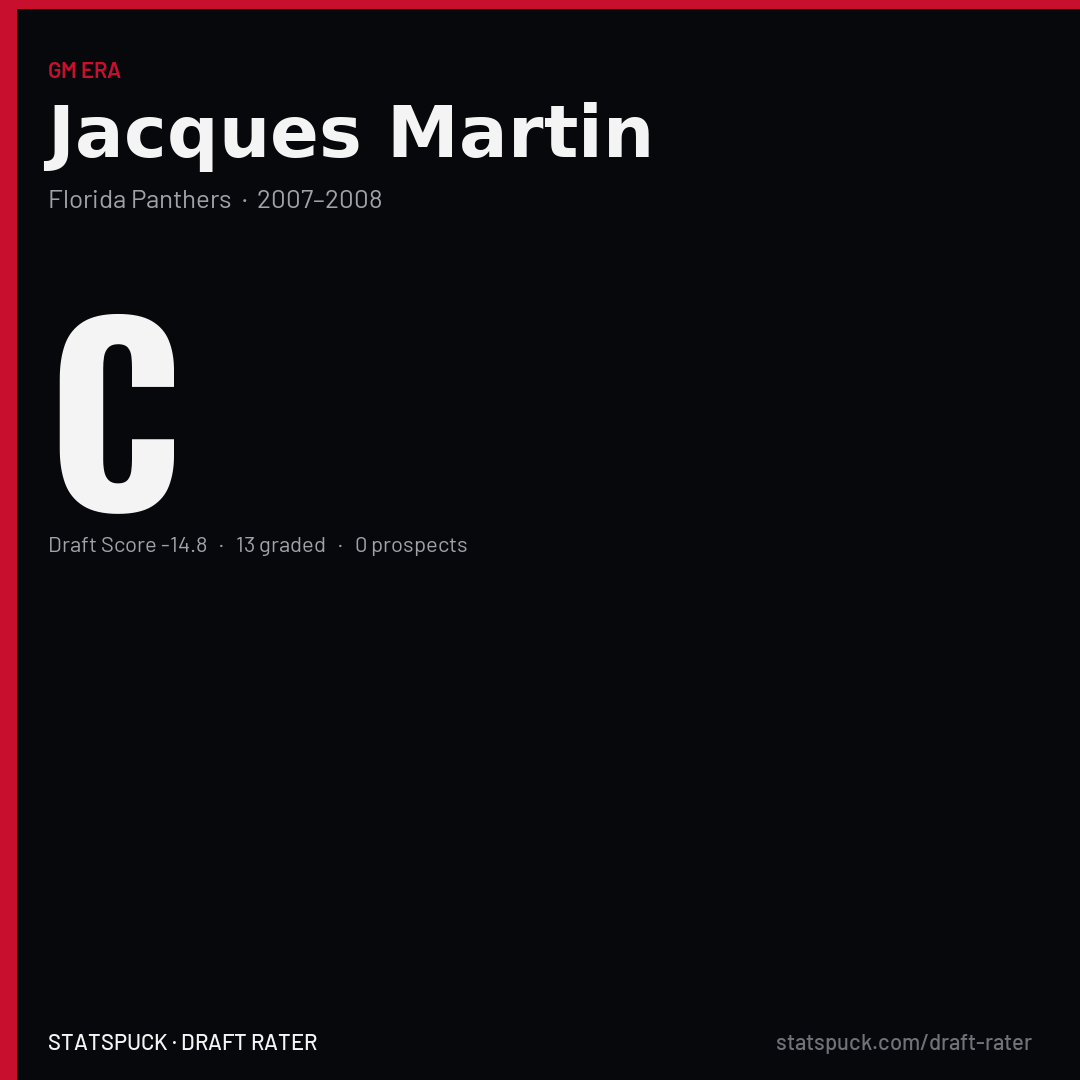 GM ERA
Jacques Martin
Florida Panthers · 2007–2008
C
Draft Score -14.8 · 13 graded · 0 prospects
STATSPUCK · DRAFT RATER
statspuck.com/draft-rater